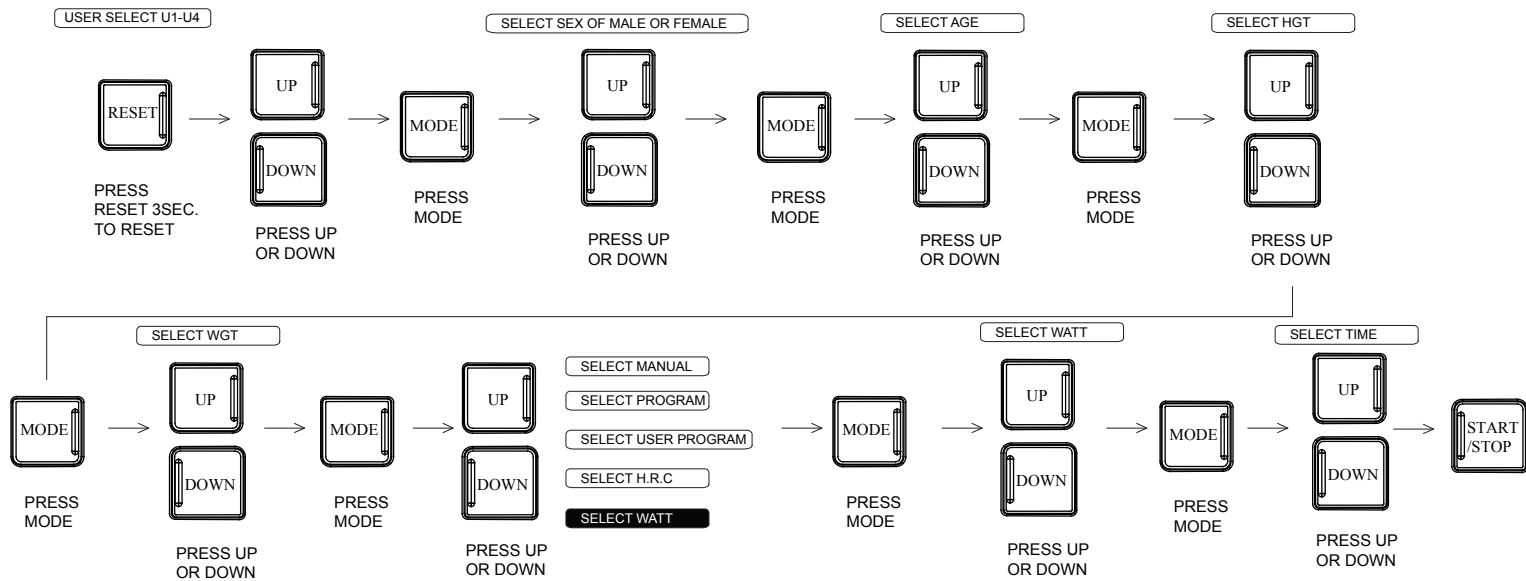 USER SELECT U1-U4
SELECT SEX OF MALE OR FEMALE
SELECT AGE
SELECT HGT
RESET
UP
DOWN
MODE
UP
DOWN
MODE
UP
DOWN
MODE
UP
DOWN
PRESS
RESET 3SEC.
TO RESET
PRESS UP
OR DOWN
PRESS
MODE
PRESS UP
OR DOWN
PRESS
MODE
PRESS UP
OR DOWN
PRESS
MODE
PRESS UP
OR DOWN
SELECT WGT
SELECT WATT
SELECT TIME
MODE
UP
DOWN
MODE
UP
DOWN
SELECT MANUAL
SELECT PROGRAM
SELECT USER PROGRAM
SELECT H.R.C
SELECT WATT
MODE
UP
DOWN
MODE
UP
DOWN
START
/STOP
PRESS
MODE
PRESS UP
OR DOWN
PRESS
MODE
PRESS UP
OR DOWN
PRESS
MODE
PRESS UP
OR DOWN
PRESS
MODE
PRESS UP
OR DOWN